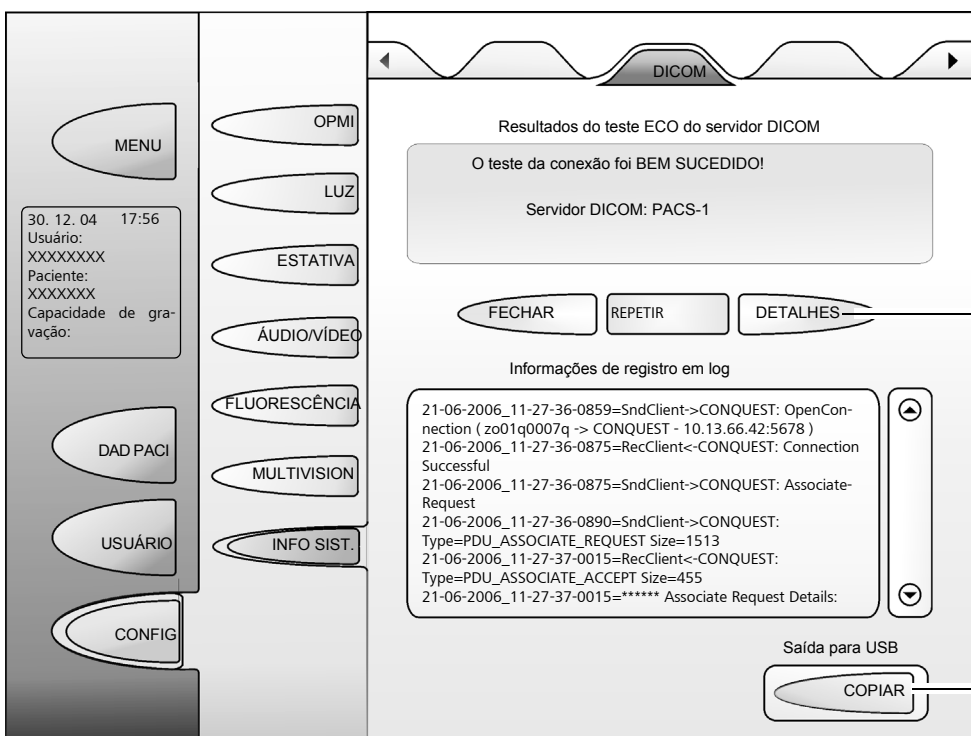 MENU
30. 12. 04 17:56
Usuário:
XXXXXXXX
Paciente:
XXXXXXX
Capacidade de gra-
vação:
DAD PACI
USUÁRIO
CONFIG
OPMI
LUZ
ESTATIVA
ÁUDIO/VÍDEO
FLUORESCÊNCIA
MULTIVISION
INFO SIST.
DICOM
Resultados do teste ECO do servidor DICOM
O teste da conexão foi BEM SUCEDIDO!
Servidor DICOM: PACS-1
FECHAR
REPETIR
DETALHES
Informações de registro em log
21-06-2006_11-27-36-0859=SndClient->CONQUEST: OpenCon-
nection ( zo01q0007q -> CONQUEST - 10.13.66.42:5678 )
21-06-2006_11-27-36-0875=RecClient<-CONQUEST: Connection
Successful
21-06-2006_11-27-36-0875=SndClient->CONQUEST: Associate-
Request
21-06-2006_11-27-36-0890=SndClient->CONQUEST:
Type=PDU_ASSOCIATE_REQUEST Size=1513
21-06-2006_11-27-37-0015=RecClient<-CONQUEST:
Type=PDU_ASSOCIATE_ACCEPT Size=455
21-06-2006_11-27-37-0015=****** Associate Request Details:
Saída para USB
COPIAR